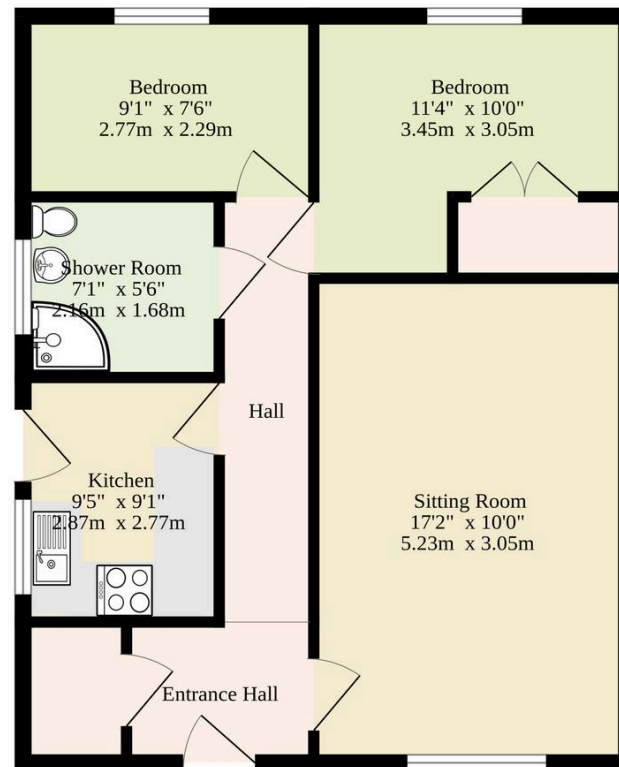 Bedroom
9'1" x 7'6"
2.77m x 2.29m
Bedroom
11'4" x 10'0"
3.45m x 3.05m
Shower Room
7'1" x 5'6"
2.16m x 1.68m
Hall
Kitchen
9'5" x 9'1"
2.87m x 2.77m
Sitting Room
17'2" x 10'0"
5.23m x 3.05m
Entrance Hall